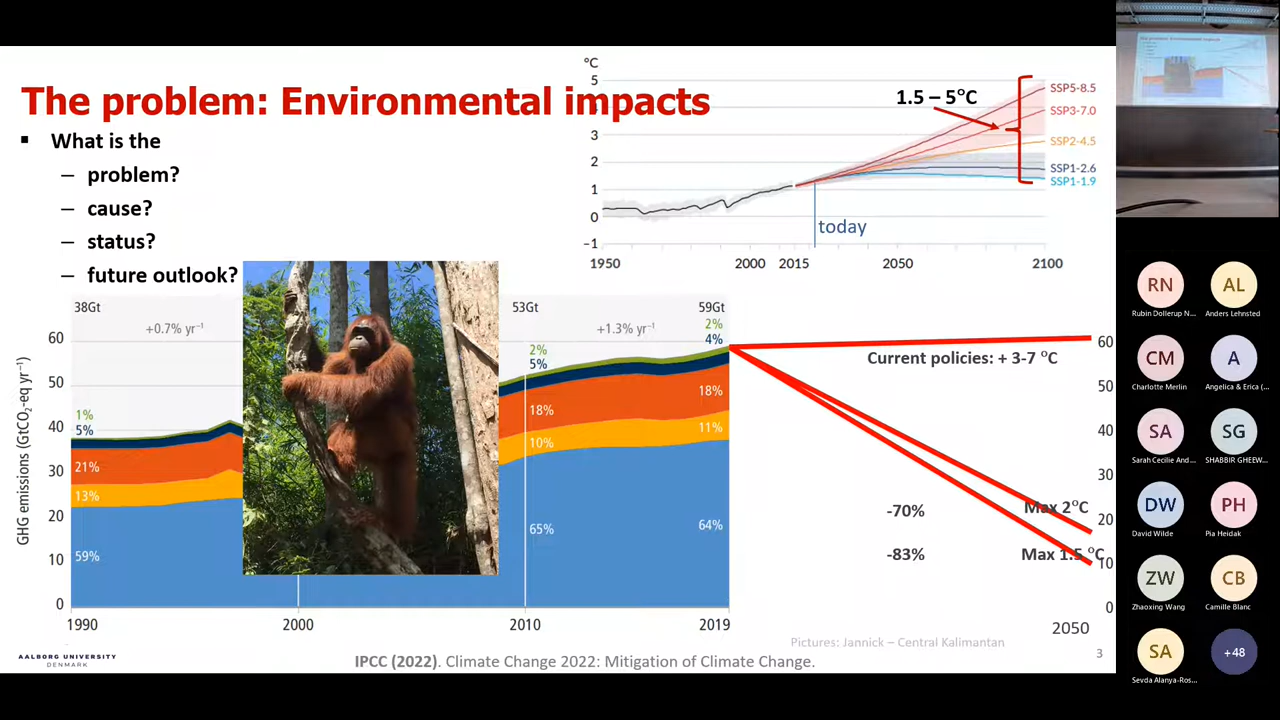 The problem: Environmental impacts
▪ What is the
– problem?
– cause?
– status?
– future outlook?
°C
5
3
2
1
0
−1
1950
2000
2015
2050
2100
1.5 – 5°C
today
SSP5-8.5
SSP3-7.0
SSP2-4.5
SSP1-2.6
SSP1-1.9
GHG emissions (GtCO₂-eq yr⁻¹)
60
50
40
30
20
10
0
38Gt
+0.7% yr⁻¹
1%
5%
21%
13%
59%
53Gt
+1.3% yr⁻¹
59Gt
2%
5%
18%
10%
65%
2%
4%
18%
11%
64%
1990
2000
2010
2019
Current policies: + 3-7 °C
-70%
Max 2°C
-83%
Max 1.5 °C
60
50
40
30
20
10
0
2050
Pictures: Jannick – Central Kalimantan
AALBORG UNIVERSITY
DENMARK
IPCC (2022). Climate Change 2022: Mitigation of Climate Change.
3
The problem: Environmental impacts
RN
Rubin Dollerup N...
AL
Anders Lehnsted
CM
Charlotte Merlin
A
Angelica & Erica (...
SA
Sarah Cecilie And...
SG
SHABBIR GHEEW...
DW
David Wilde
PH
Pia Heidak
ZW
Zhaoxing Wang
CB
Camille Blanc
SA
Sevda Alanya-Ros...
+48